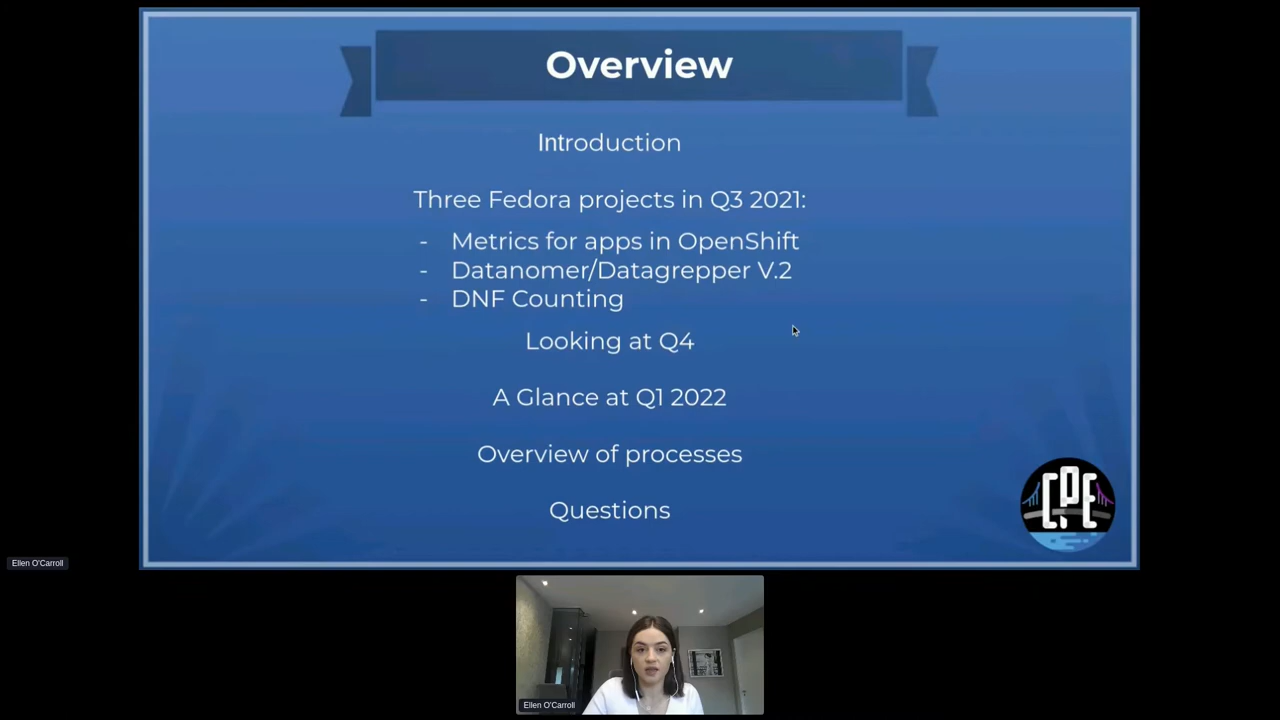 Overview
Introduction
Three Fedora projects in Q3 2021:
- Metrics for apps in OpenShift
- Datanomer/Datagrepper V.2
- DNF Counting
Looking at Q4
A Glance at Q1 2022
Overview of processes
Questions
CPE
Ellen O'Carroll
Ellen O'Carroll